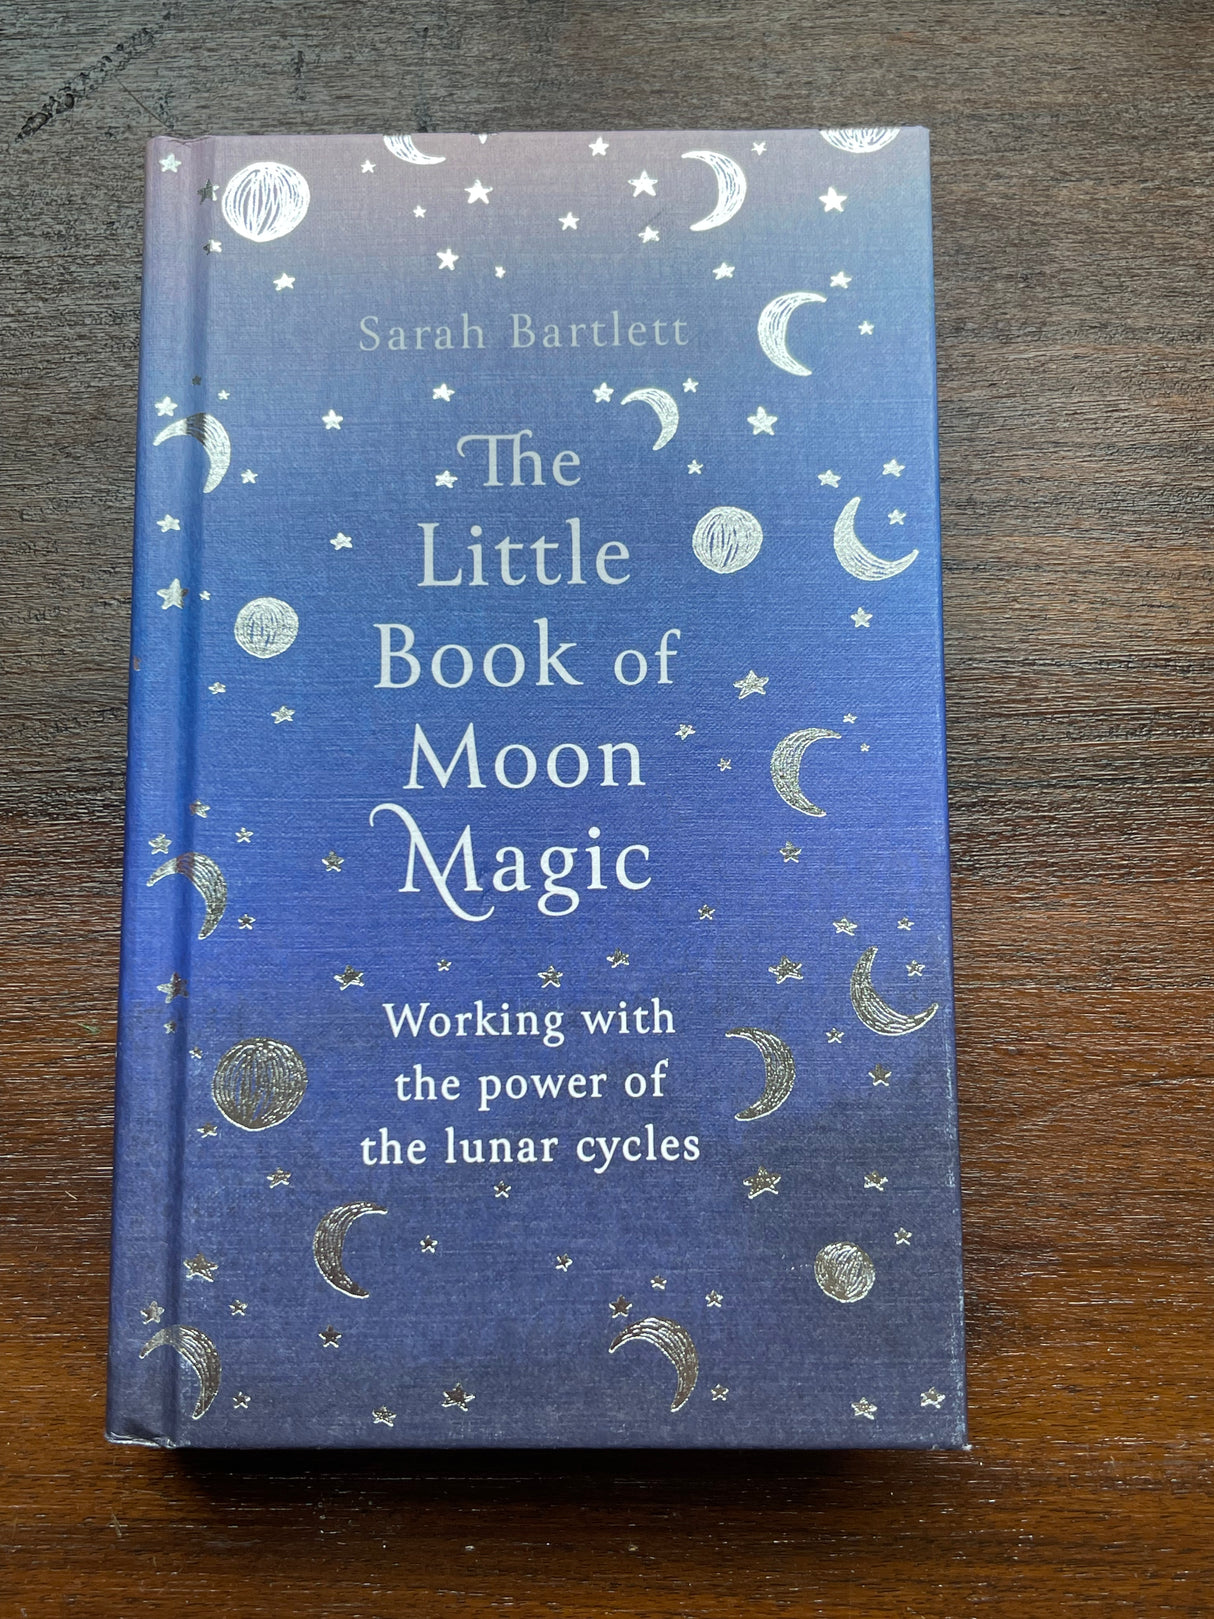 Sarah Bartlett
The
Little
Book of
Moon
Magic
Working with
the power of
the lunar cycles